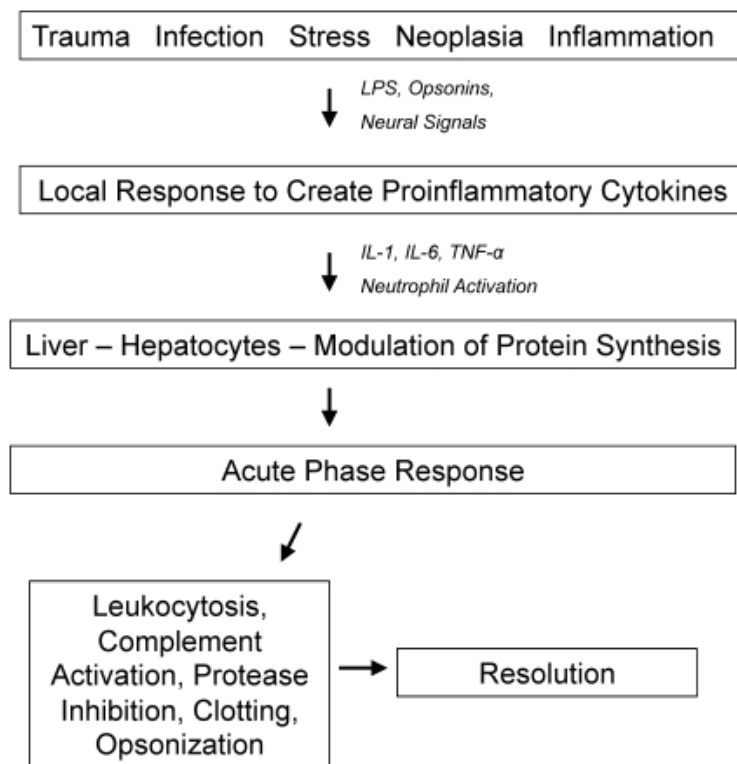 Trauma Infection Stress Neoplasia Inflammation
LPS, Opsonins,
Neural Signals
Local Response to Create Proinflammatory Cytokines
IL-1, IL-6, TNF-α
Neutrophil Activation
Liver – Hepatocytes – Modulation of Protein Synthesis
Acute Phase Response
Leukocytosis,
Complement
Activation, Protease
Inhibition, Clotting,
Opsonization
Resolution